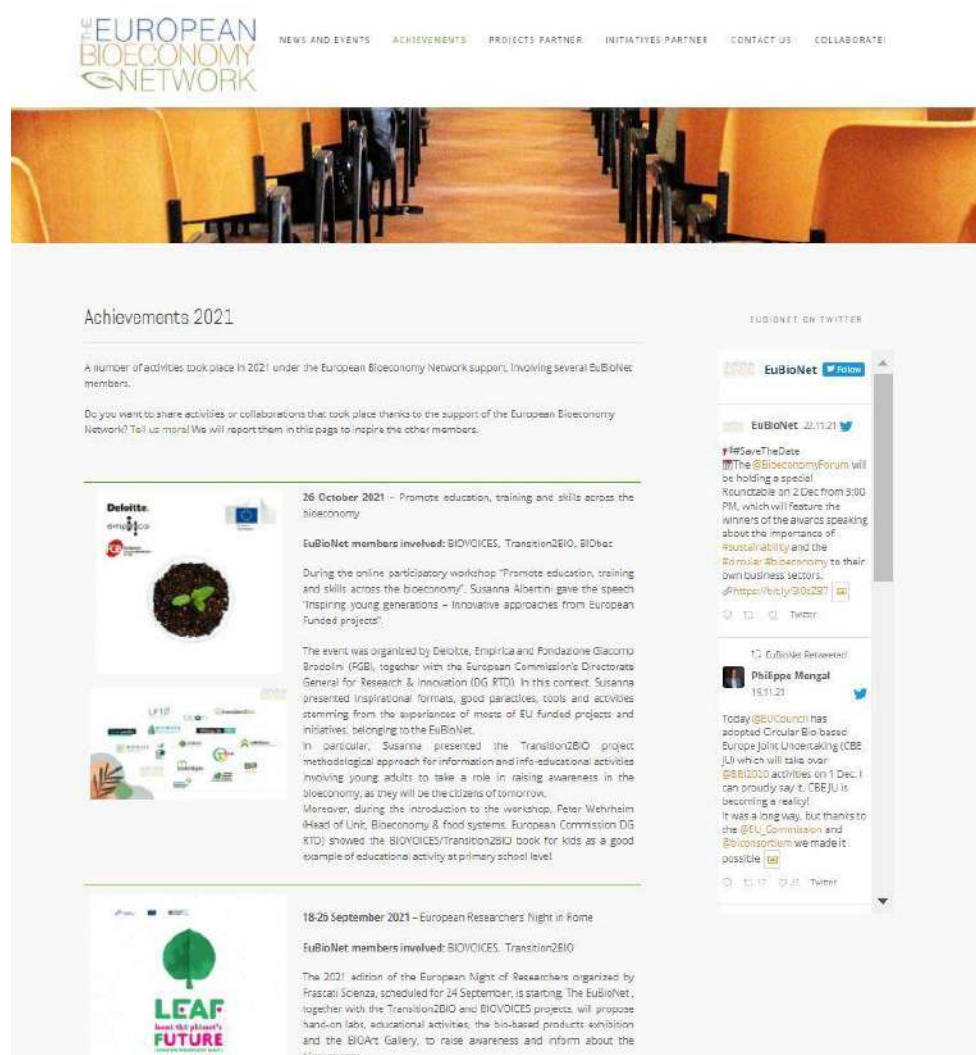 THE EUROPEAN
BIOECONOMY
NETWORK
NEWS AND EVENTS
ACHIEVEMENTS
PROJECTS PARTNER
INITIATIVES PARTNER
CONTACT US
COLLABORATE!
Achievements 2021
A number of activities took place in 2021 under the European Bioeconomy Network support, involving several EuBioNet
members.
Do you want to share activities or collaborations that took place thanks to the support of the European Bioeconomy
Network? Tell us more! We will report them in this page to inspire the other members.
Deloitte.
empirica
FGB
26 October 2021 – Promote education, training and skills across the
bioeconomy
EuBioNet members involved: BIOVOICES, Transition2BIO, BIObec
During the online participatory workshop "Promote education, training
and skills across the bioeconomy", Susanna Albertini gave the speech
"Inspiring young generations – Innovative approaches from European
Funded projects".
The event was organized by Deloitte, Empirica and Fondazione Giacomo
Brodolini (FGB), together with the European Commission's Directorate
General for Research & Innovation (DG RTD). In this context, Susanna
presented inspirational formats, good paractices, tools and activities
stemming from the experiences of mosts of EU funded projects and
initiatives, belonging to the EuBioNet.
In particular, Susanna presented the Transition2BIO project
methodological approach for information and info-educational activities
involving young adults to take a role in raising awareness in the
bioeconomy, as they will be the citizens of tomorrow.
Moreover, during the introduction to the workshop, Peter Wehrheim
(Head of Unit, Bioeconomy & food systems, European Commission DG
RTD) showed the BIOVOICES/Transition2BIO book for kids as a good
example of educational activity at primary school level
LEAF
heal the planet's
FUTURE
18-26 September 2021 – European Researchers' Night in Rome
EuBioNet members involved: BIOVOICES, Transition2BIO
The 2021 edition of the European Night of Researchers organized by
Frascati Scienza, scheduled for 24 September, is starting. The EuBioNet ,
together with the Transition2BIO and BIOVOICES projects, will propose
hand-on labs, educational activities, the bio-based products exhibition
and the BIOArt Gallery, to raise awareness and inform about the
EUBIONET ON TWITTER
EuBioNet Follow
EuBioNet 22.11.21
#SaveTheDate
The @BioeconomyForum will
be holding a special
Roundtable on 2 Dec from 3:00
PM, which will feature the
winners of the awards speaking
about the importance of
#sustainability and the
#circular #bioeconomy to their
own business sectors.
Twitter
EuBioNet Retweeted
Philippe Mengal
19.11.21
Today @EUCouncil has
adopted Circular Bio-based
Europe Joint Undertaking (CBE
JU) which will take over
@BBI2020 activities on 1 Dec. I
can proudly say it, CBE JU is
becoming a reality!
It was a long way, but thanks to
the @EU_Commission and
@biconsortium we made it
possible
Twitter